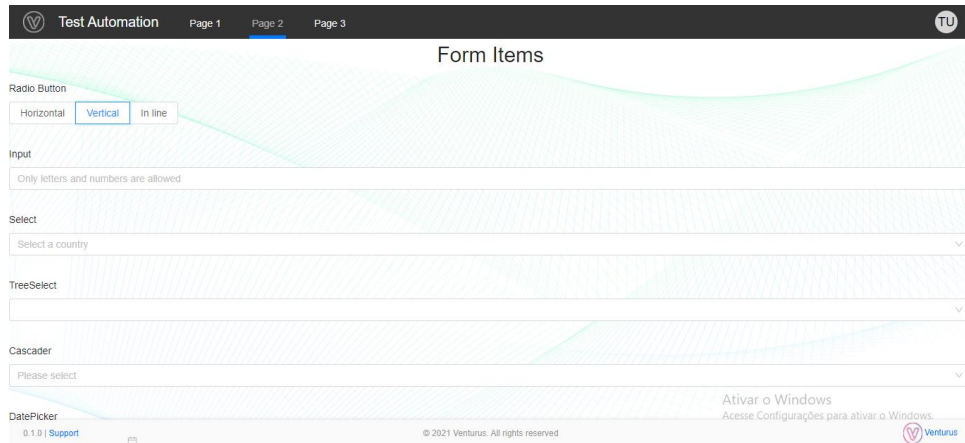 Test Automation Page 1 Page 2 Page 3 TU
Form Items
Radio Button
Horizontal Vertical In line
Input
Only letters and numbers are allowed
Select
Select a country
TreeSelect
Cascader
Please select
Ativar o Windows
DatePicker
Acesse Configurações para ativar o Windows.
0.1.0 | Support © 2021 Venturus. All rights reserved Venturus